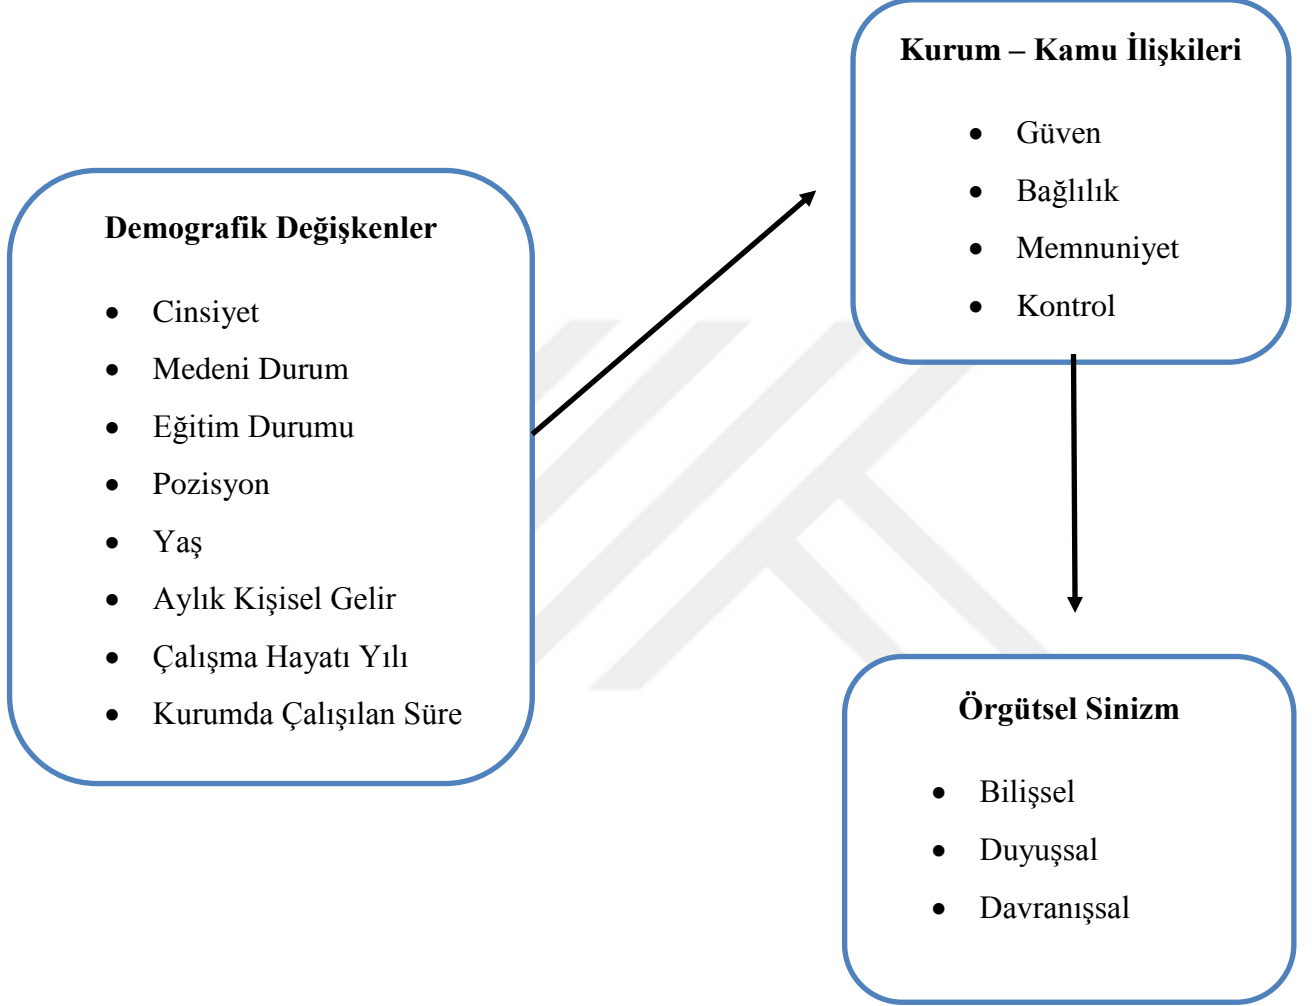 Kurum – Kamu İlişkileri
• Güven
• Bağlılık
• Memnuniyet
• Kontrol
Demografik Değişkenler
• Cinsiyet
• Medeni Durum
• Eğitim Durumu
• Pozisyon
• Yaş
• Aylık Kişisel Gelir
• Çalışma Hayatı Yılı
• Kurumda Çalışılan Süre
Örgütsel Sinizm
• Bilişsel
• Duyuşsal
• Davranışsal